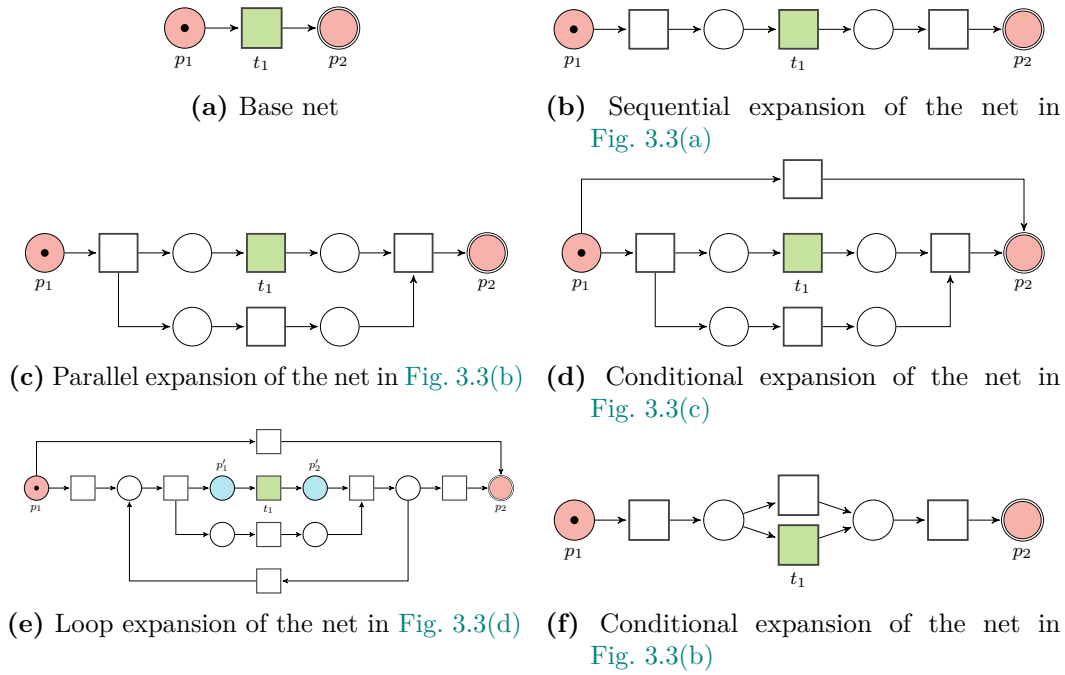 p1 t1 p2
(a) Base net
p1 t1 p2
(b) Sequential expansion of the net in
Fig. 3.3(a)
p1 t1 p2
(c) Parallel expansion of the net in Fig. 3.3(b)
p1 t1 p2
(d) Conditional expansion of the net in
Fig. 3.3(c)
p′1 p′2
p1 t1 p2
(e) Loop expansion of the net in Fig. 3.3(d)
p1 t1 p2
(f) Conditional expansion of the net in
Fig. 3.3(b)